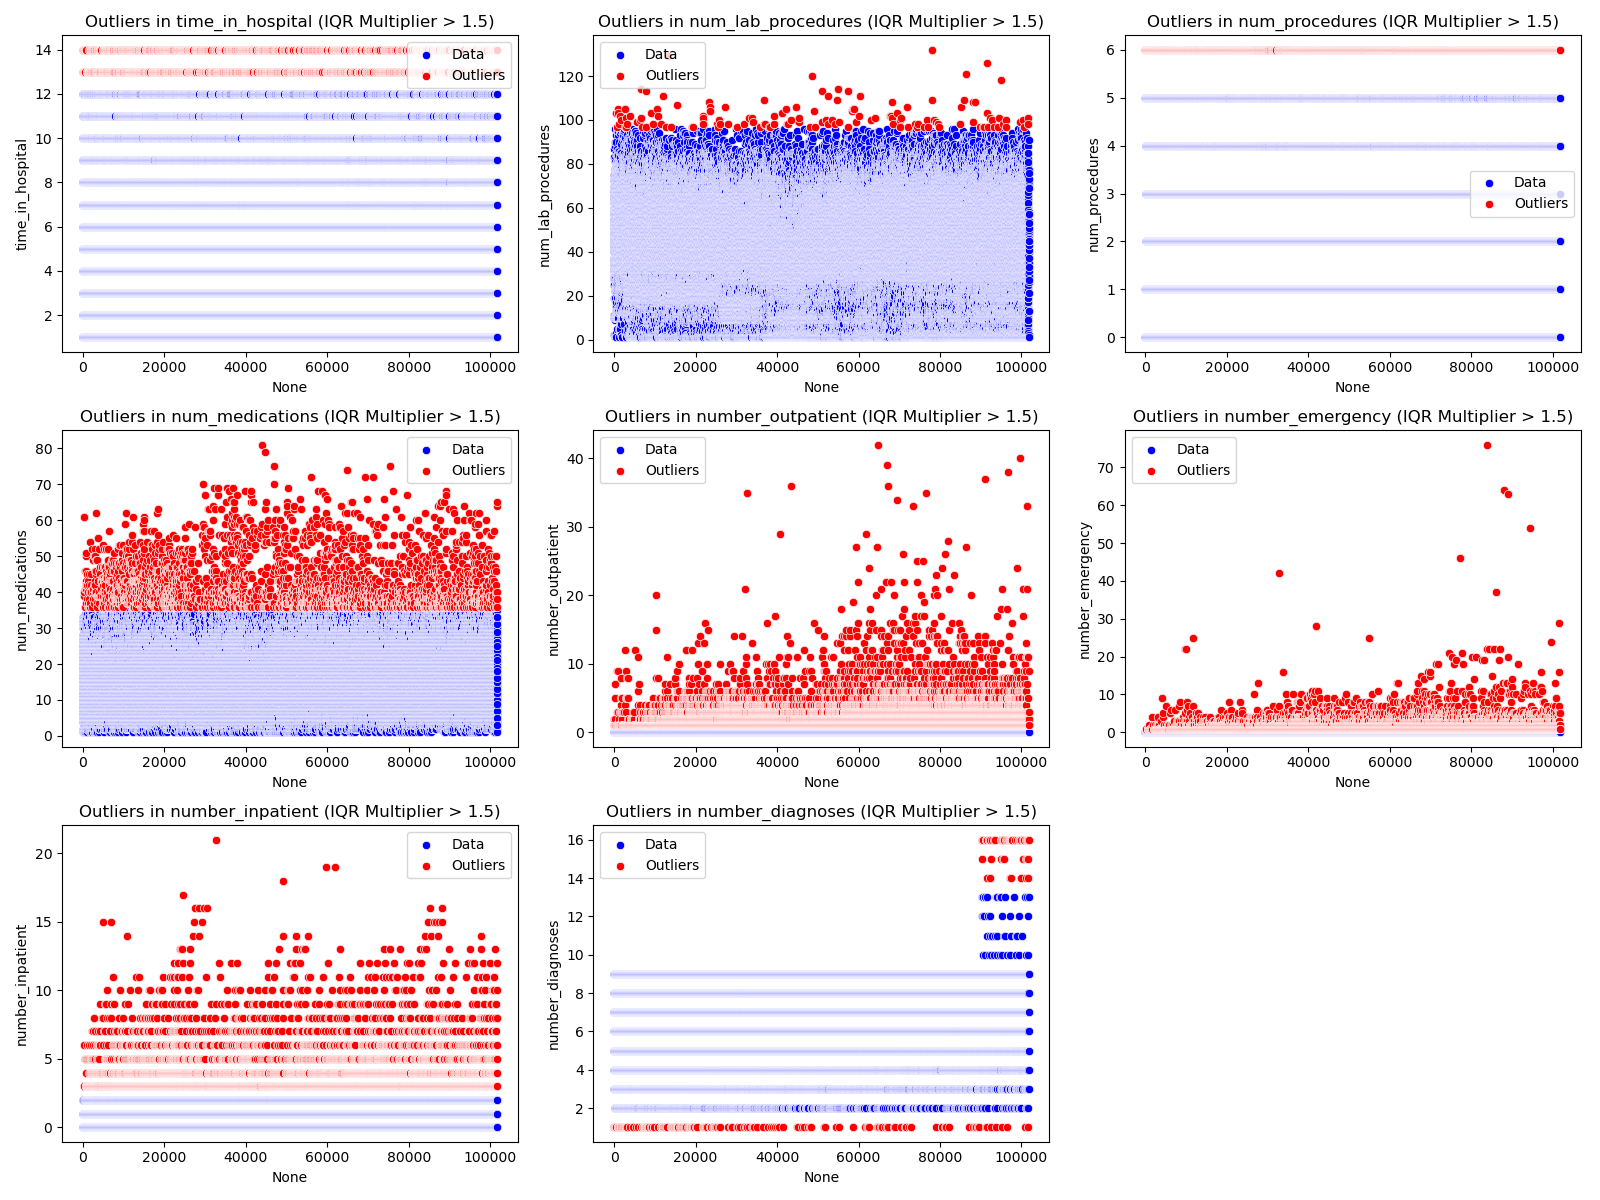 Outliers in time_in_hospital (IQR Multiplier > 1.5)
time_in_hospital
14
12
10
8
6
4
2
0 20000 40000 60000 80000 100000
None
Data
Outliers
Outliers in num_lab_procedures (IQR Multiplier > 1.5)
num_lab_procedures
120
100
80
60
40
20
0
0 20000 40000 60000 80000 100000
None
Data
Outliers
Outliers in num_procedures (IQR Multiplier > 1.5)
num_procedures
6
5
4
3
2
1
0
0 20000 40000 60000 80000 100000
None
Data
Outliers
Outliers in num_medications (IQR Multiplier > 1.5)
num_medications
80
70
60
50
40
30
20
10
0
0 20000 40000 60000 80000 100000
None
Data
Outliers
Outliers in number_outpatient (IQR Multiplier > 1.5)
number_outpatient
40
30
20
10
0
0 20000 40000 60000 80000 100000
None
Data
Outliers
Outliers in number_emergency (IQR Multiplier > 1.5)
number_emergency
70
60
50
40
30
20
10
0
0 20000 40000 60000 80000 100000
None
Data
Outliers
Outliers in number_inpatient (IQR Multiplier > 1.5)
number_inpatient
20
15
10
5
0
0 20000 40000 60000 80000 100000
None
Data
Outliers
Outliers in number_diagnoses (IQR Multiplier > 1.5)
number_diagnoses
16
14
12
10
8
6
4
2
0 20000 40000 60000 80000 100000
None
Data
Outliers